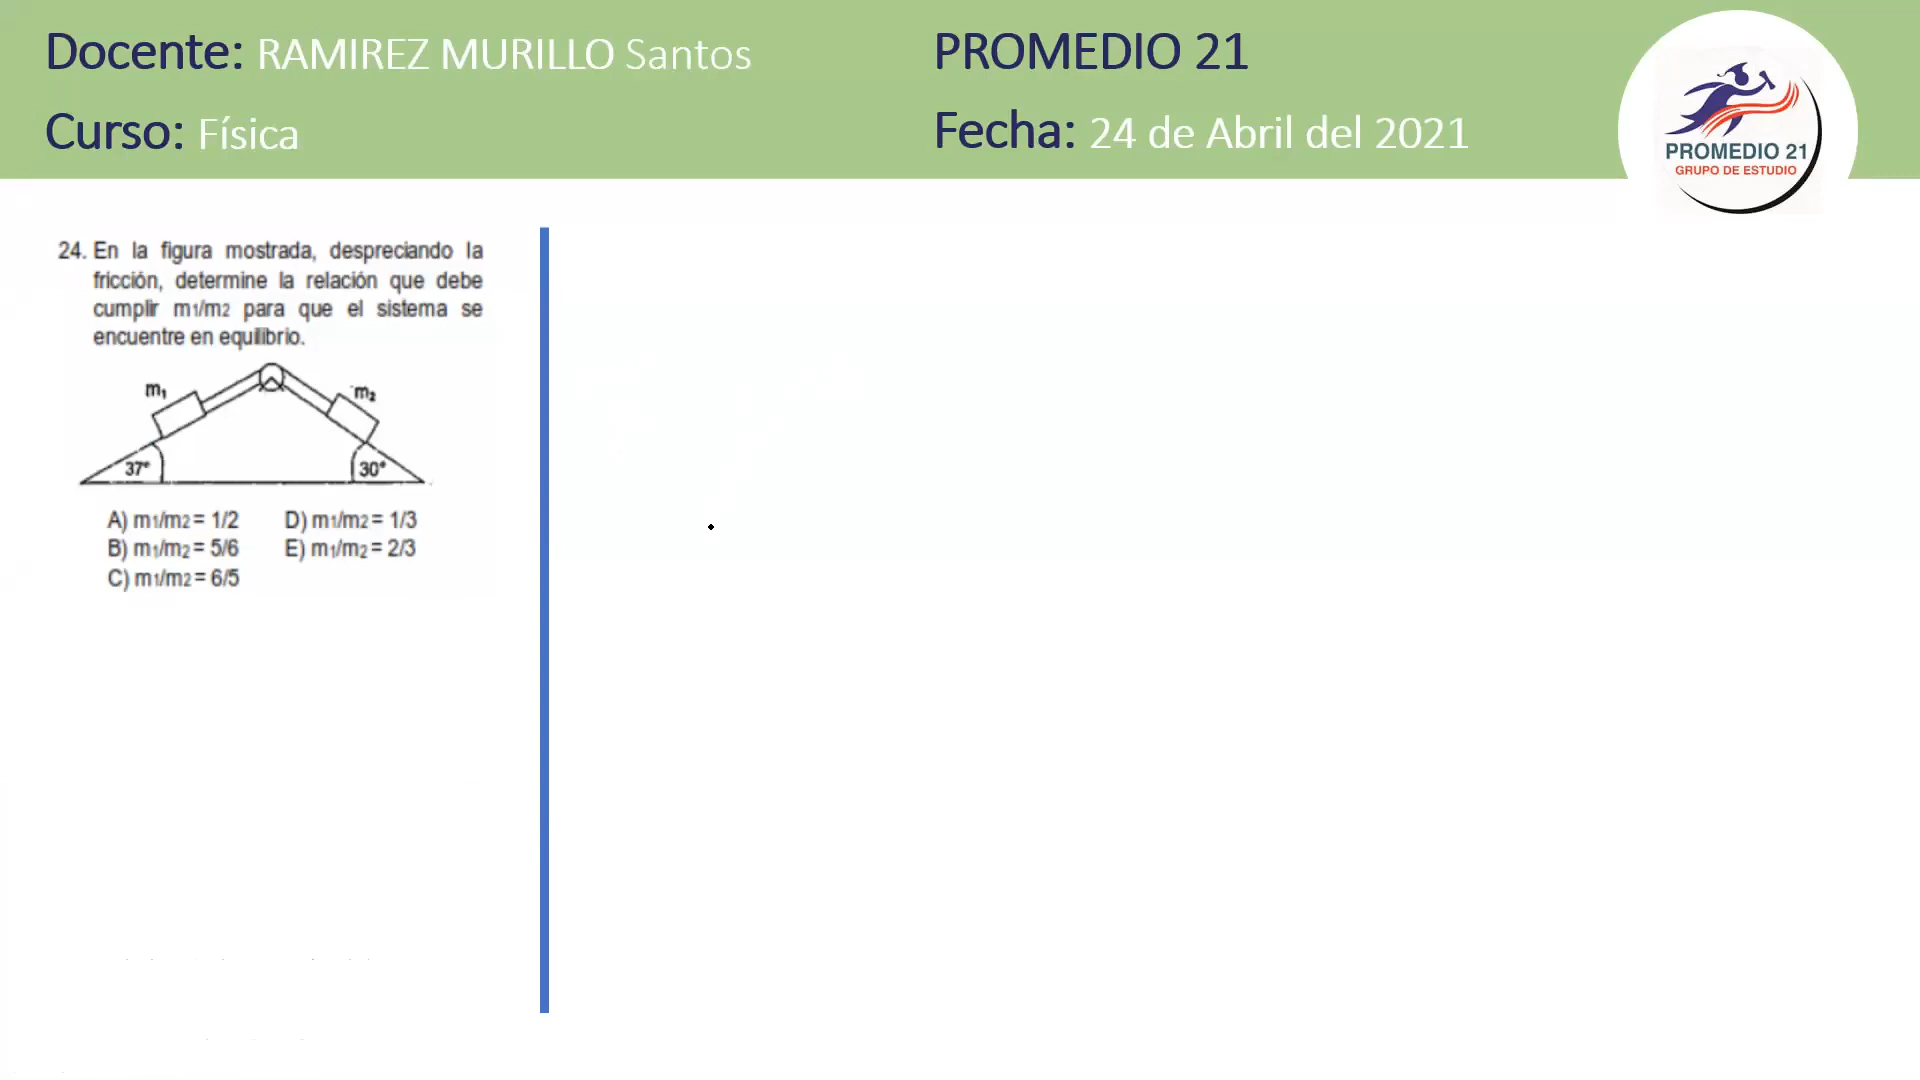 Docente: RAMIREZ MURILLO Santos
PROMEDIO 21
Curso: Física
Fecha: 24 de Abril del 2021
PROMEDIO 21
GRUPO DE ESTUDIO
24. En la figura mostrada, despreciando la
fricción, determine la relación que debe
cumplir m1/m2 para que el sistema se
encuentre en equilibrio.
m1
m2
37°
30°
A) m1/m2 = 1/2 D) m1/m2 = 1/3
B) m1/m2 = 5/6 E) m1/m2 = 2/3
C) m1/m2 = 6/5